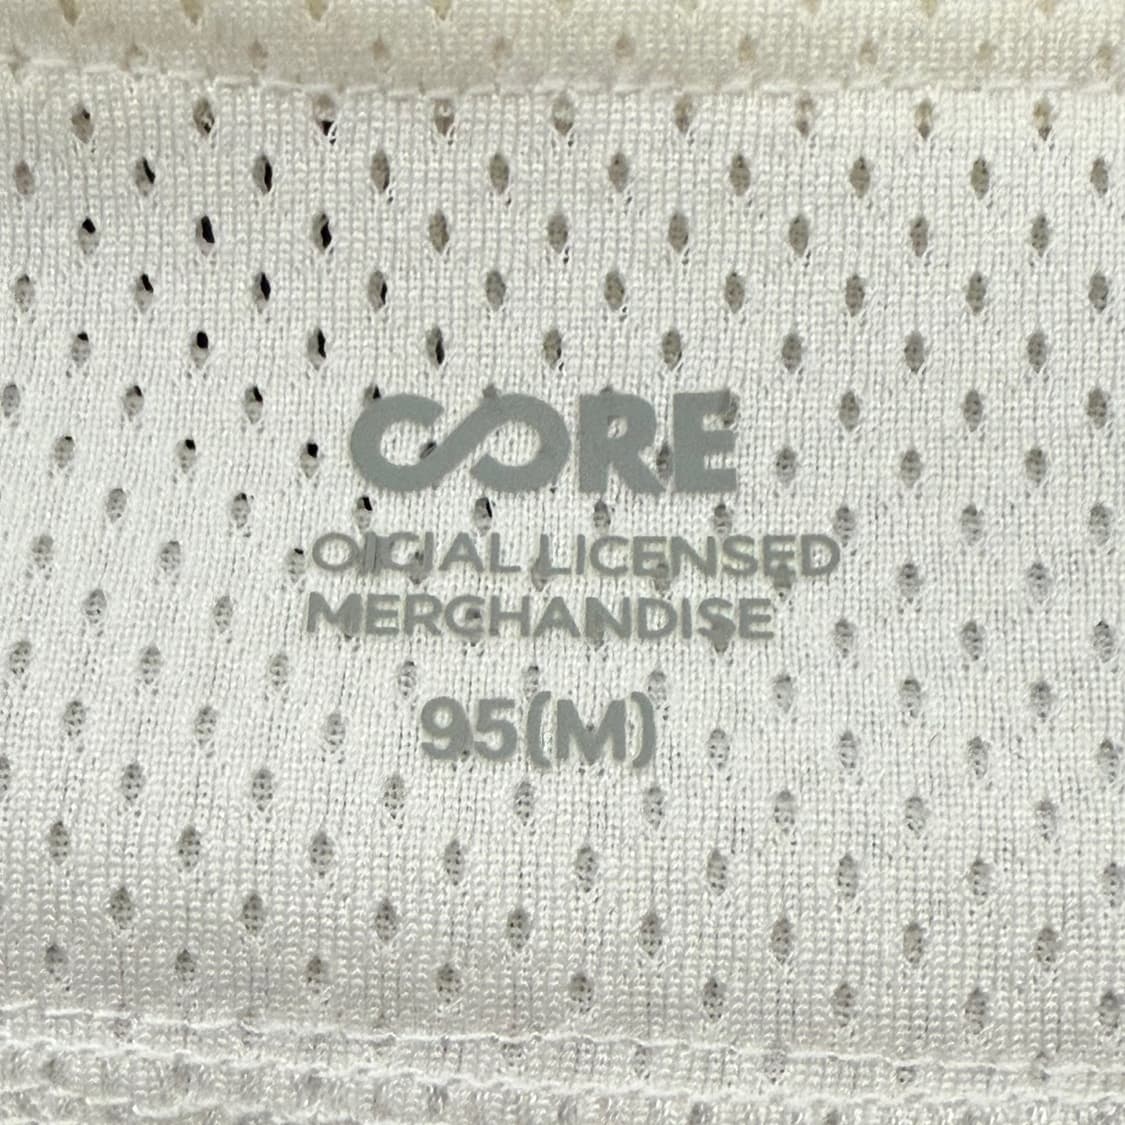 CORE
OICIAL LICENSED
MERCHANDISE
95(M)